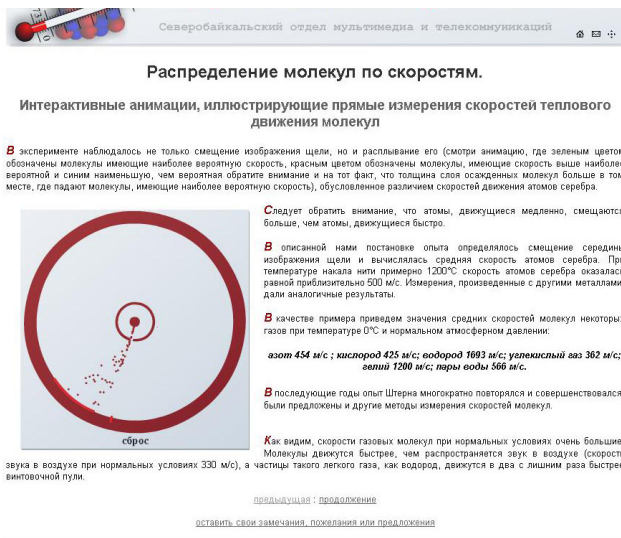 Северобайкальский отдел мультимедиа и телекоммуникаций
Распределение молекул по скоростям.
Интерактивные анимации, иллюстрирующие прямые измерения скоростей теплового
движения молекул
В эксперименте наблюдалось не только смещение изображения щели, но и расплывание его (смотри анимацию, где зеленым цветом
обозначены молекулы имеющие наиболее вероятную скорость, красным цветом обозначены молекулы, имеющие скорость выше наиболее
вероятной и синим наименьшую, чем вероятная обратите внимание и на тот факт, что толщина слоя осажденных молекул больше в том
месте, где падают молекулы, имеющие наиболее вероятную скорость), обусловленное различием скоростей движения атомов серебра.
Следует обратить внимание, что атомы, движущиеся медленно, смещаются
больше, чем атомы, движущиеся быстро.
В описанной нами постановке опыта определялось смещение середины
изображения щели и вычислялась средняя скорость атомов серебра. При
температуре накала нити примерно 1200°С скорость атомов серебра оказалась
равной приблизительно 500 м/с. Измерения, произведенные с другими металлами,
дали аналогичные результаты.
В качестве примера приведем значения средних скоростей молекул некоторых
газов при температуре 0°С и нормальном атмосферном давлении:
азот 454 м/с ; кислород 425 м/с; водород 1693 м/с; углекислый газ 362 м/с;
гелий 1200 м/с; пары воды 566 м/с.
В последующие годы опыт Штерна многократно повторялся и совершенствовался,
были предложены и другие методы измерения скоростей молекул.
сброс
Как видим, скорости газовых молекул при нормальных условиях очень большие.
Молекулы движутся быстрее, чем распространяется звук в воздухе (скорость
звука в воздухе при нормальных условиях 330 м/с), а частицы такого легкого газа, как водород, движутся в два с лишним раза быстрее
винтовочной пули.
предыдущая : продолжение
оставить свои замечания, пожелания или предложения